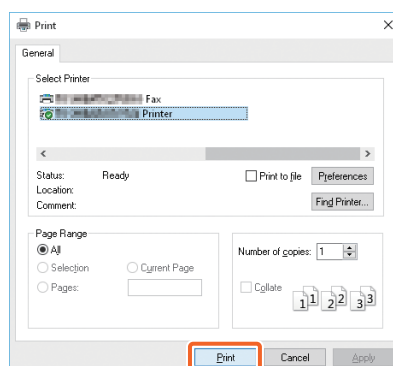 Print
General
Select Printer
Fax
Printer
Status: Ready
Print to file Preferences
Location:
Comment:
Find Printer...
Page Range
All
Selection Current Page
Pages:
Number of copies: 1
Collate
1 1 2 2 3 3
Print Cancel Apply